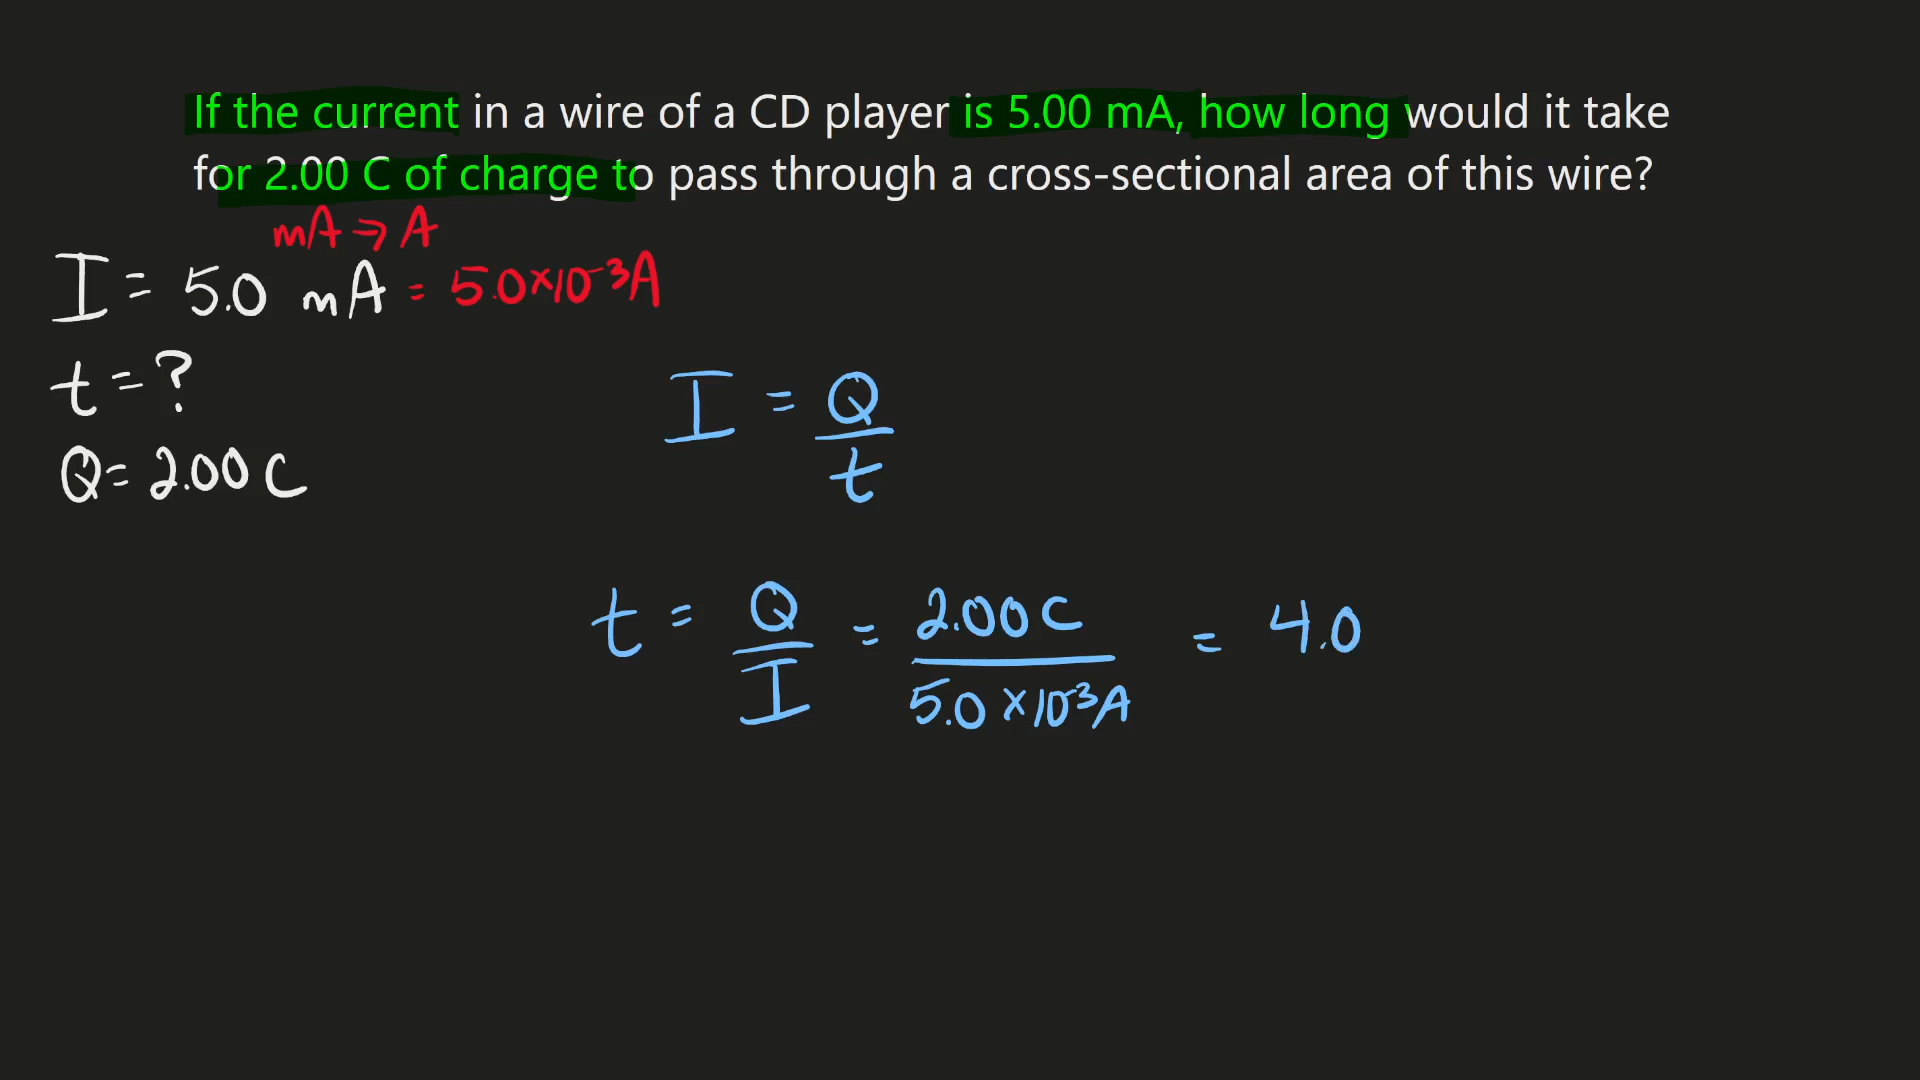 If the current in a wire of a CD player is 5.00 mA, how long would it take
for 2.00 C of charge to pass through a cross-sectional area of this wire?
mA → A
I = 5.0 mA = 5.0×10⁻³A
t = ?
Q = 2.00 C
I = Q/t
t = Q/I = 2.00 C / 5.0 × 10⁻³A = 4.0